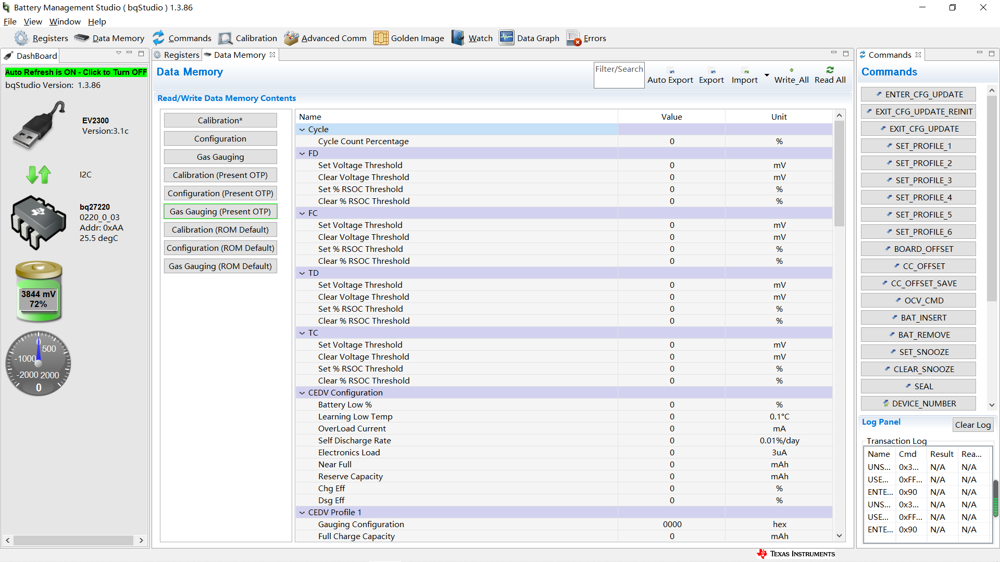 Battery Management Studio ( bqStudio ) 1.3.86
File View Window Help
Registers Data Memory Commands Calibration Advanced Comm Golden Image Watch Data Graph Errors
DashBoard
Auto Refresh is ON - Click to Turn OFF
bqStudio Version: 1.3.86
EV2300
Version:3.1c
I2C
bq27220
0220_0_03
Addr: 0xAA
25.5 degC
3844 mV
72%
0
500
-1000
-2000 2000
0
Registers Data Memory
Data Memory
Filter/Search
Auto Export Export Import Write_All Read All
Read/Write Data Memory Contents
Calibration*
Configuration
Gas Gauging
Calibration (Present OTP)
Configuration (Present OTP)
Gas Gauging (Present OTP)
Calibration (ROM Default)
Configuration (ROM Default)
Gas Gauging (ROM Default)
Name Value Unit
Cycle
Cycle Count Percentage 0 %
FD
Set Voltage Threshold 0 mV
Clear Voltage Threshold 0 mV
Set % RSOC Threshold 0 %
Clear % RSOC Threshold 0 %
FC
Set Voltage Threshold 0 mV
Clear Voltage Threshold 0 mV
Set % RSOC Threshold 0 %
Clear % RSOC Threshold 0 %
TD
Set Voltage Threshold 0 mV
Clear Voltage Threshold 0 mV
Set % RSOC Threshold 0 %
Clear % RSOC Threshold 0 %
TC
Set Voltage Threshold 0 mV
Clear Voltage Threshold 0 mV
Set % RSOC Threshold 0 %
Clear % RSOC Threshold 0 %
CEDV Configuration
Battery Low % 0 %
Learning Low Temp 0 0.1°C
OverLoad Current 0 mA
Self Discharge Rate 0 0.01%/day
Electronics Load 0 3uA
Near Full 0 mAh
Reserve Capacity 0 mAh
Chg Eff 0 %
Dsg Eff 0 %
CEDV Profile 1
Gauging Configuration 0000 hex
Full Charge Capacity 0 mAh
Commands
Commands
ENTER_CFG_UPDATE
EXIT_CFG_UPDATE_REINIT
EXIT_CFG_UPDATE
SET_PROFILE_1
SET_PROFILE_2
SET_PROFILE_3
SET_PROFILE_4
SET_PROFILE_5
SET_PROFILE_6
BOARD_OFFSET
CC_OFFSET
CC_OFFSET_SAVE
OCV_CMD
BAT_INSERT
BAT_REMOVE
SET_SNOOZE
CLEAR_SNOOZE
SEAL
DEVICE_NUMBER
Log Panel
Clear Log
Transaction Log
Name Cmd Result Rea...
UNS... 0x3... N/A N/A
USE... 0xFF... N/A N/A
ENTE... 0x90 N/A N/A
UNS... 0x3... N/A N/A
USE... 0xFF... N/A N/A
ENTE... 0x90 N/A N/A
TEXAS INSTRUMENTS